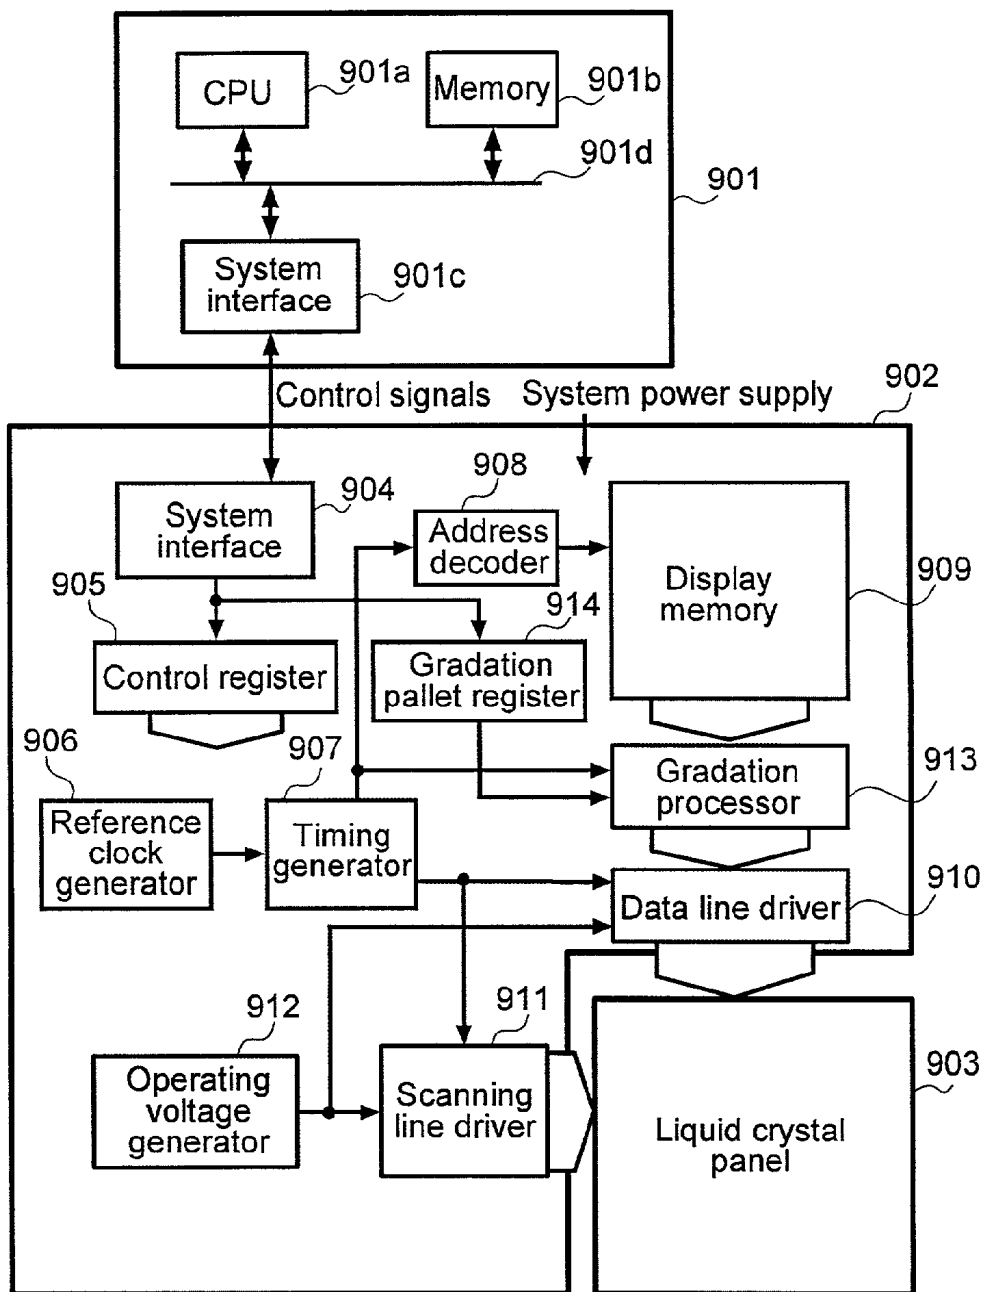 CPU
901a
Memory
901b
901d
901
System
interface
901c
Control signals
System power supply
902
System
interface
904
908
Address
decoder
Display
memory
909
905
Control register
914
Gradation
pallet register
906
Reference
clock
generator
907
Timing
generator
Gradation
processor
913
Data line driver
910
912
Operating
voltage
generator
911
Scanning
line driver
Liquid crystal
panel
903